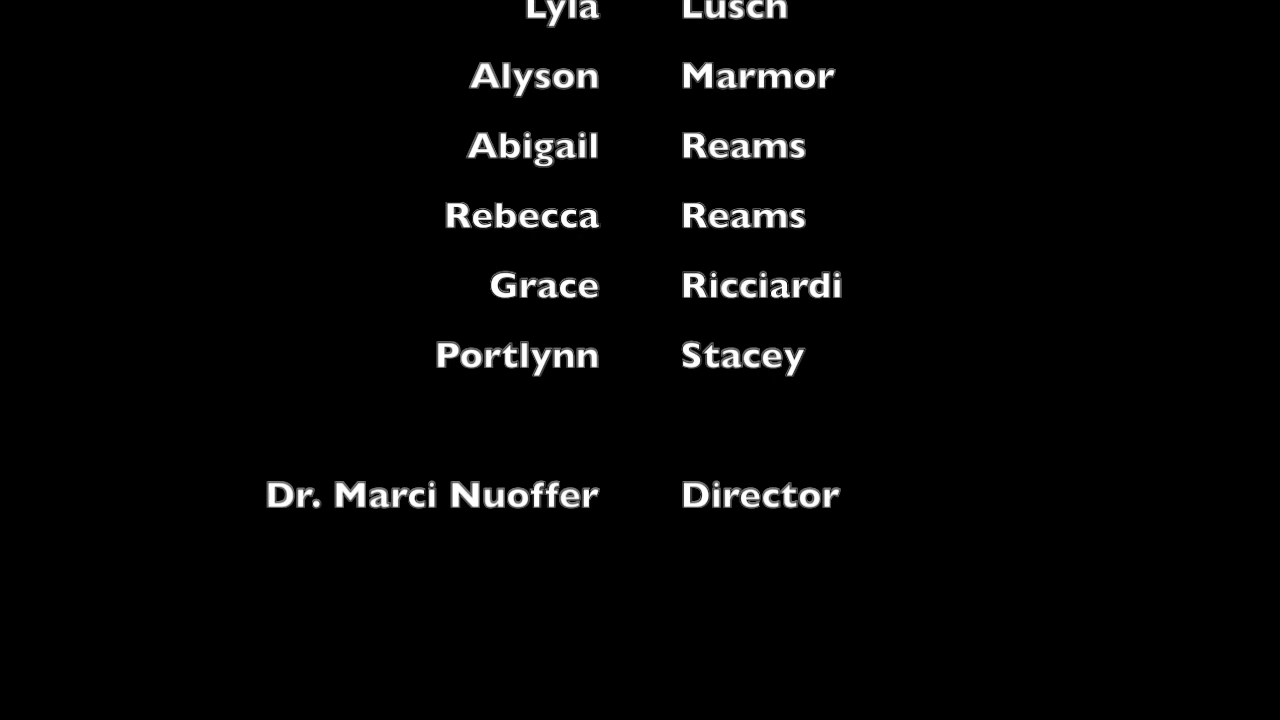 Lyla Lusch
Alyson Marmor
Abigail Reams
Rebecca Reams
Grace Ricciardi
Portlynn Stacey
Dr. Marci Nuoffer Director